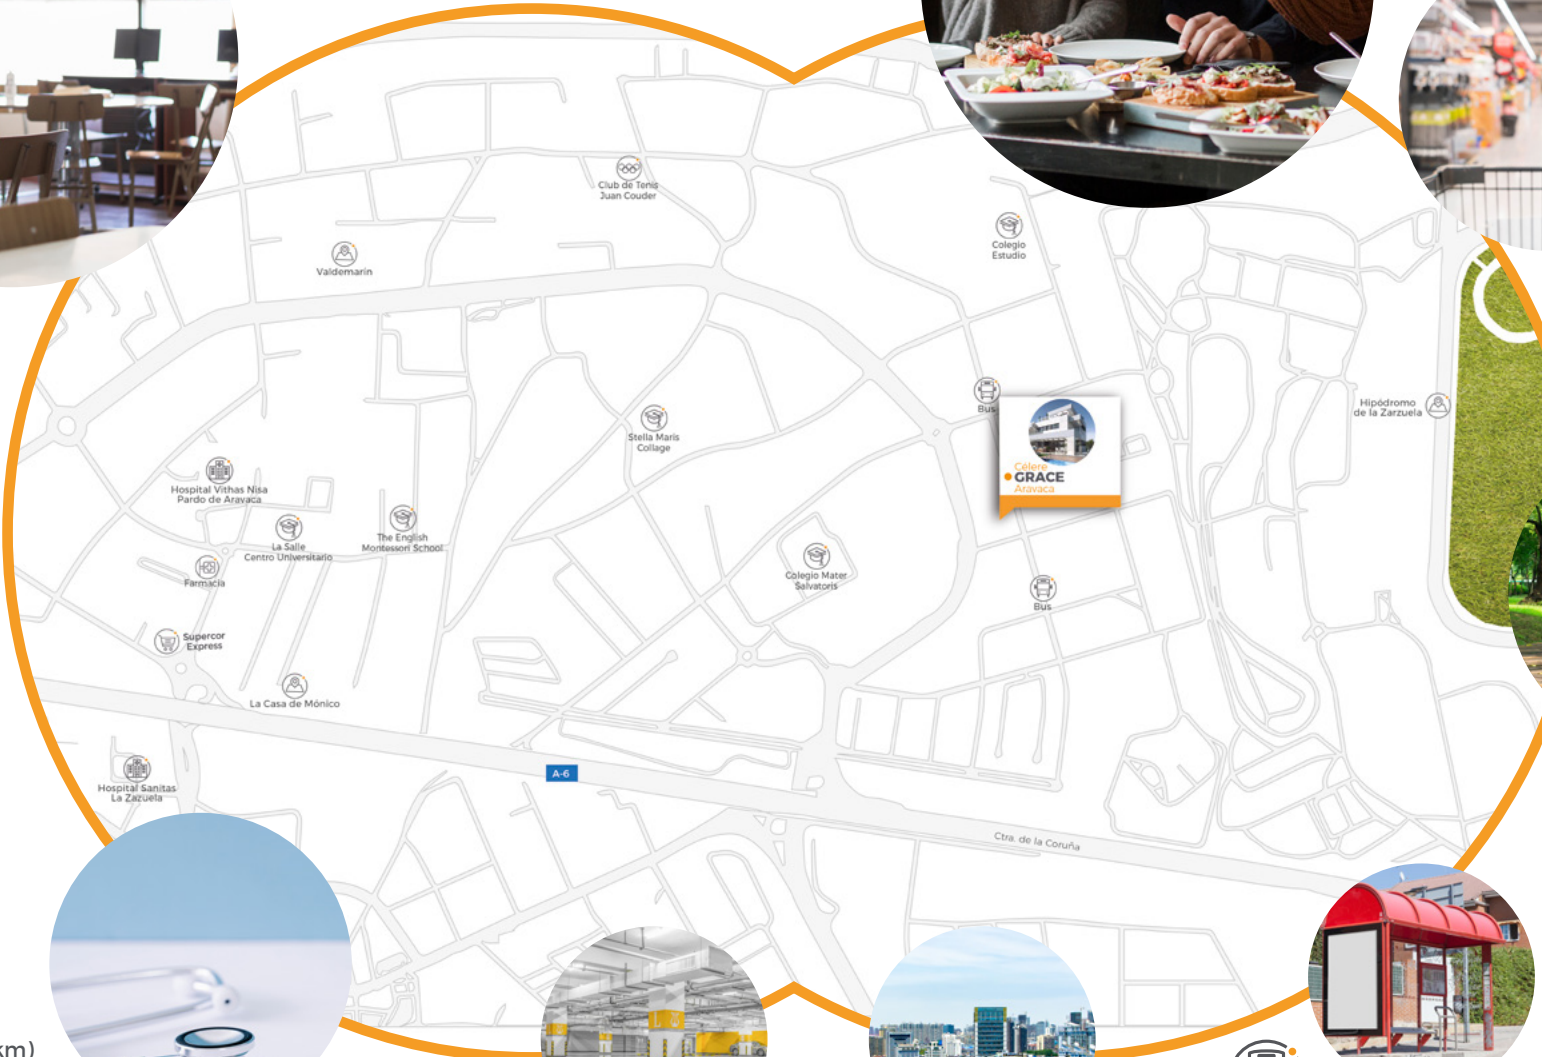 Club de Tenis
Juan Couder
Colegio
Estudio
Valdemarín
Bus
Hipódromo
de la Zarzuela
Stella Maris
Collage
Célere
GRACE
Aravaca
Hospital Vithas Nisa
Pardo de Aravaca
La Salle
Centro Universitario
The English
Montessori School
Farmacia
Colegio Mater
Salvatoris
Bus
Supercor
Express
La Casa de Mónico
A-6
Hospital Sanitas
La Zazuela
Ctra. de la Coruña
km)